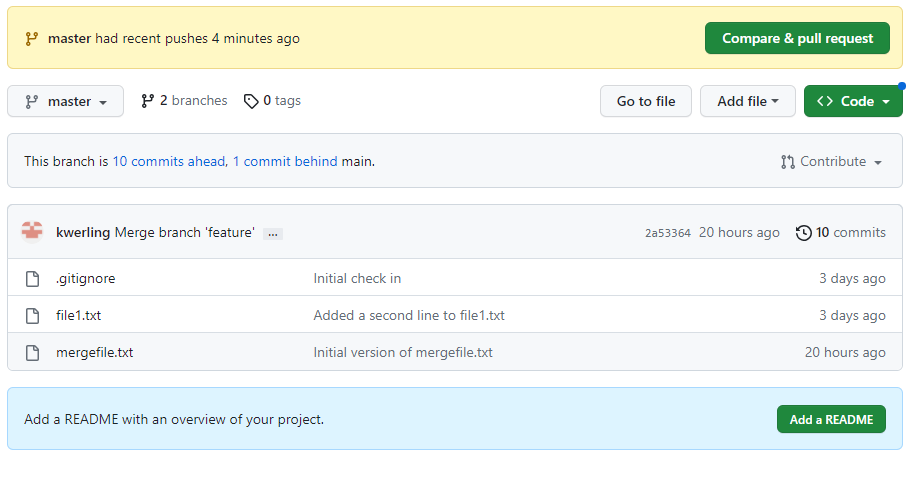 master had recent pushes 4 minutes ago Compare & pull request
master 2 branches 0 tags Go to file Add file <> Code
This branch is 10 commits ahead, 1 commit behind main. Contribute
kwerling Merge branch 'feature' ... 2a53364 20 hours ago 10 commits
.gitignore Initial check in 3 days ago
file1.txt Added a second line to file1.txt 3 days ago
mergefile.txt Initial version of mergefile.txt 20 hours ago
Add a README with an overview of your project. Add a README